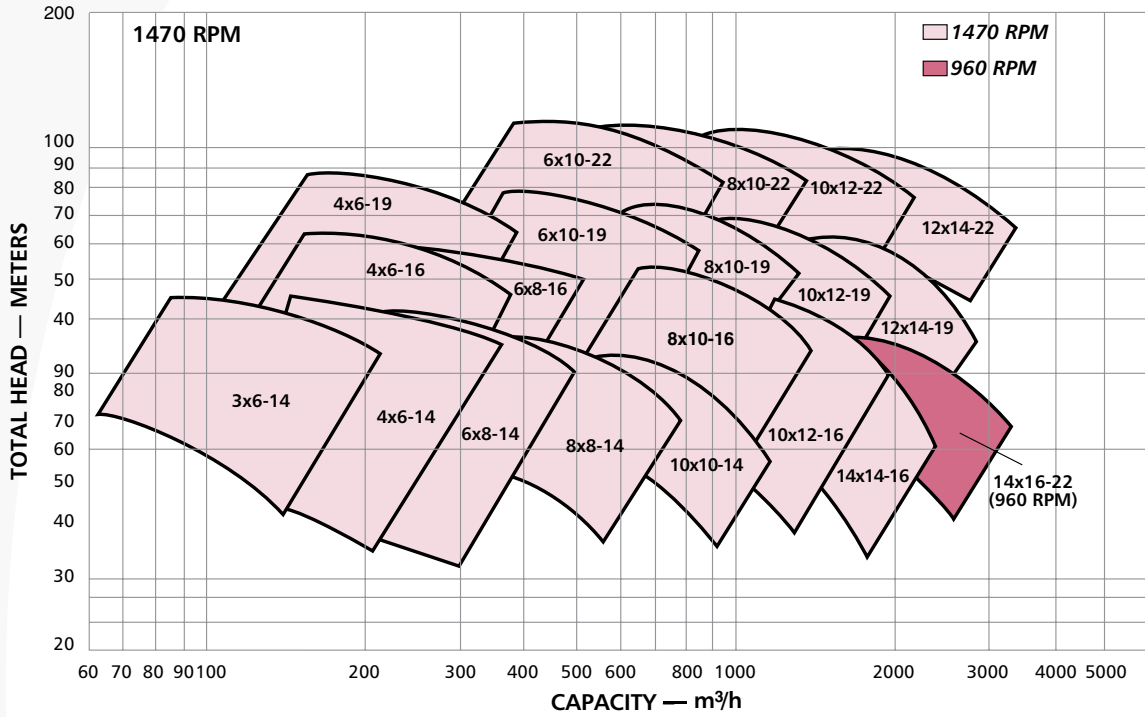 1470 RPM
1470 RPM
960 RPM
TOTAL HEAD — METERS
200
100
90
80
70
60
50
40
90
80
70
60
50
40
30
20
6x10-22
8x10-22
10x12-22
12x14-22
4x6-19
6x10-19
8x10-19
10x12-19
12x14-19
4x6-16
6x8-16
8x10-16
10x12-16
14x14-16
3x6-14
4x6-14
6x8-14
8x8-14
10x10-14
14x16-22
(960 RPM)
60 70 80 90 100 200 300 400 500 600 800 1000 2000 3000 4000 5000
CAPACITY — m³/h